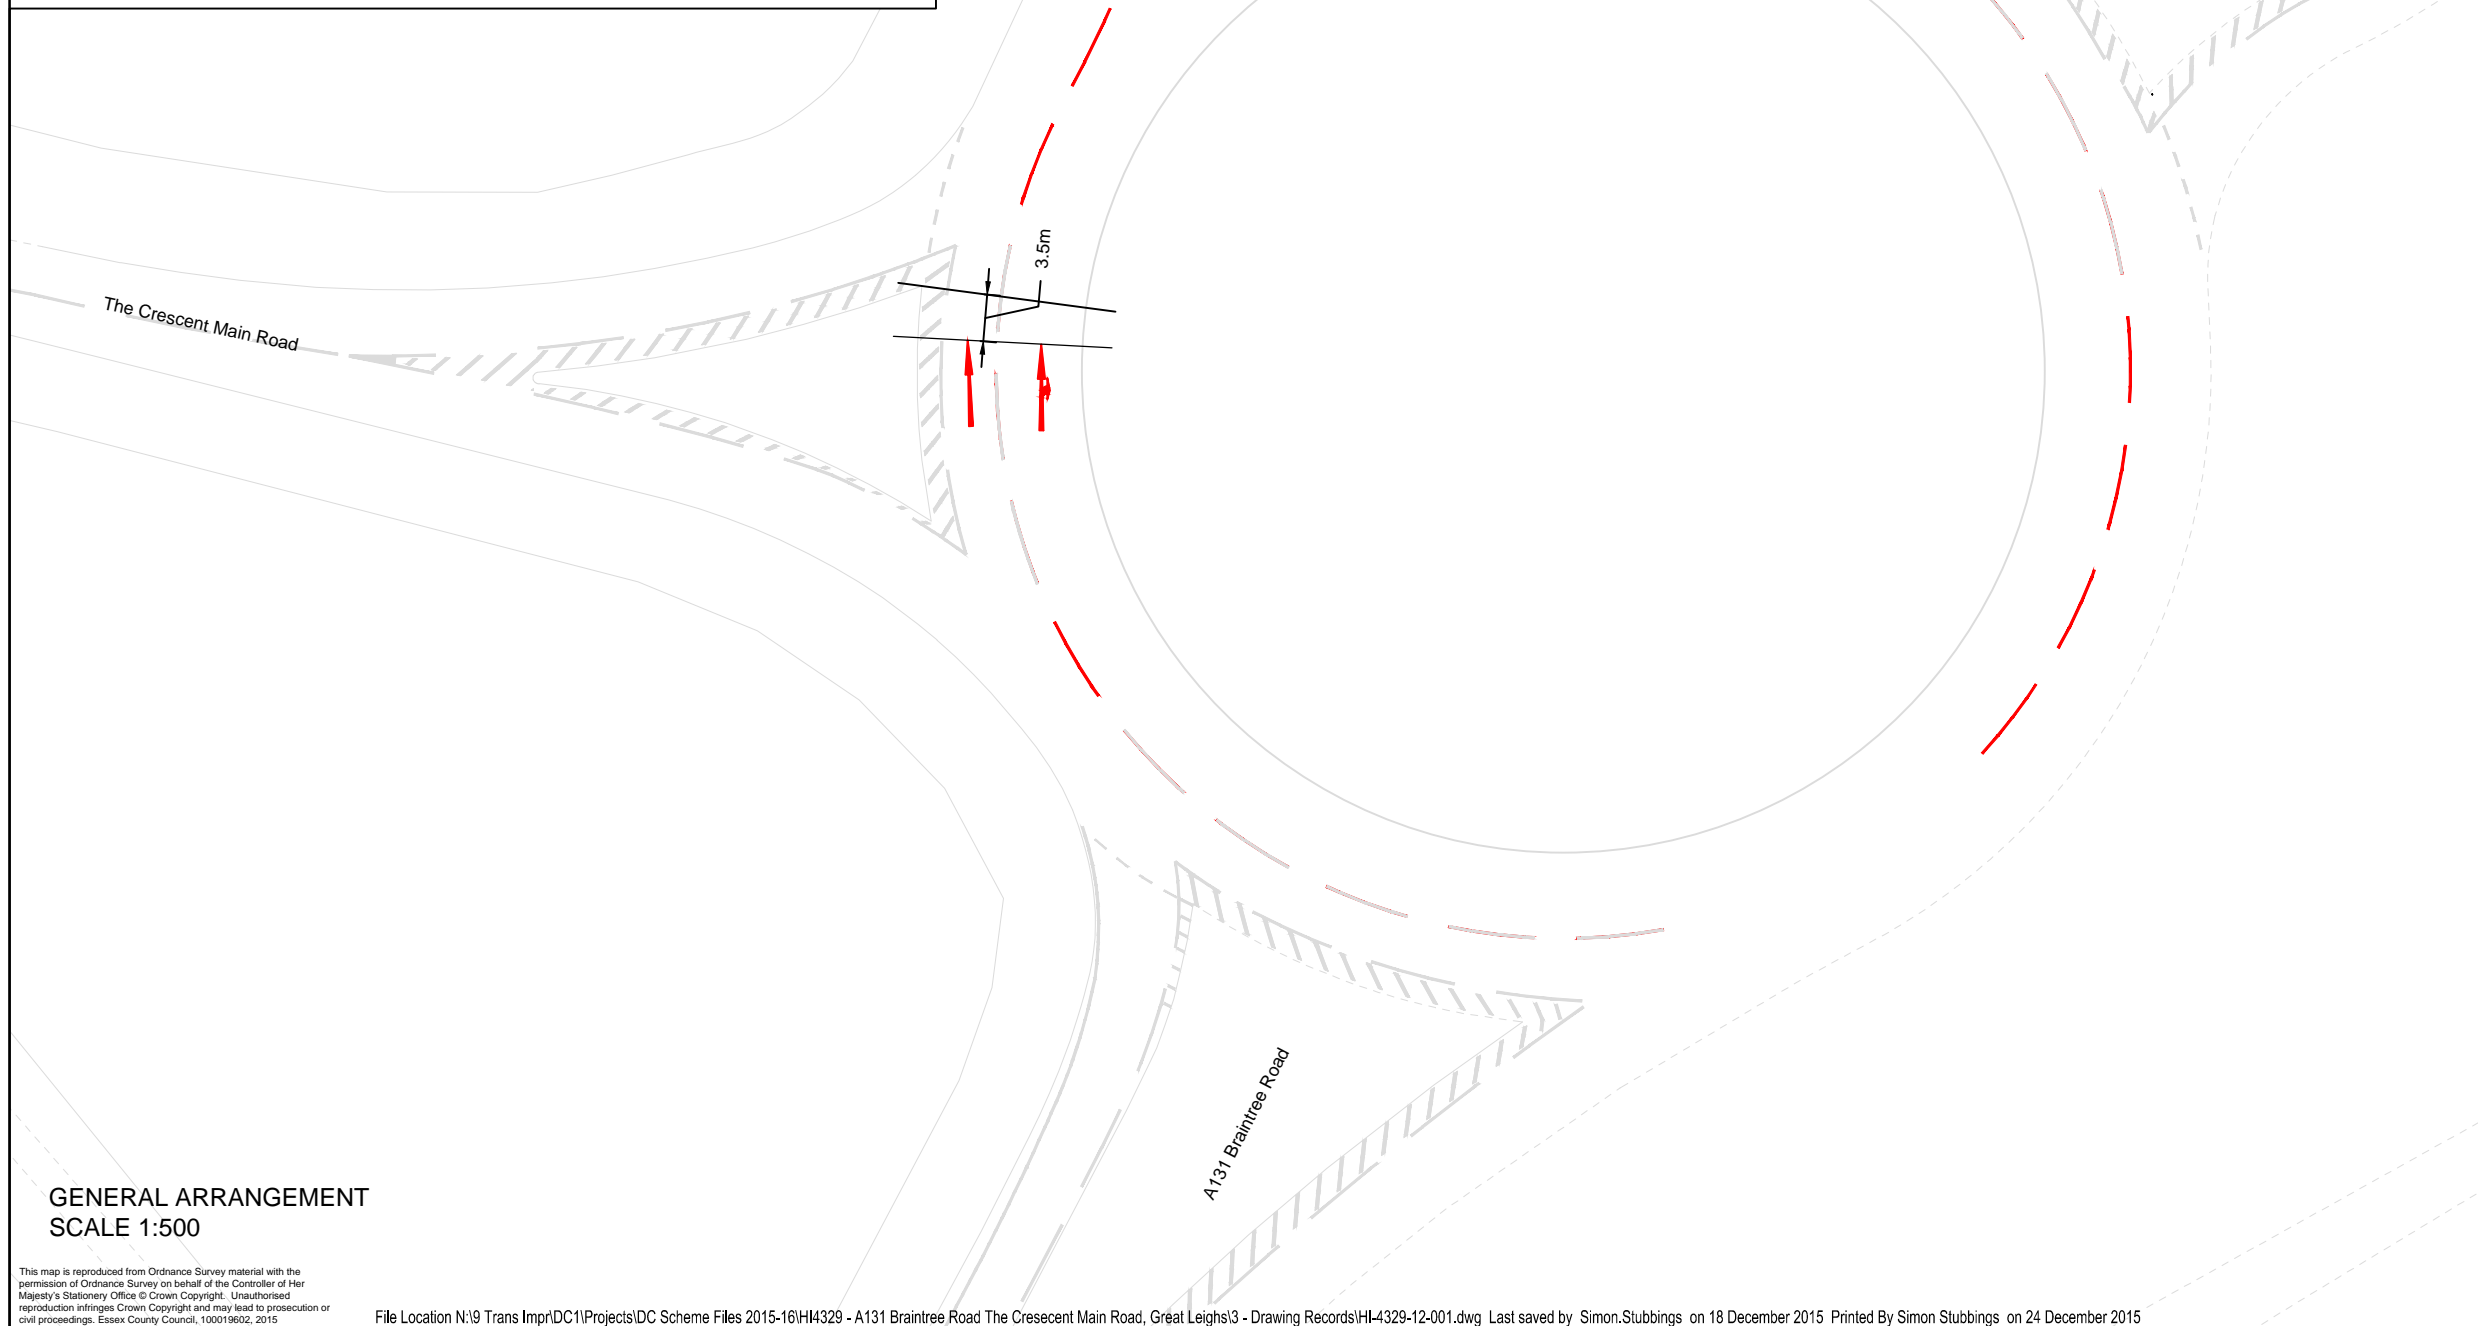 3.5m
The Crescent Main Road
A131 Braintree Road
GENERAL ARRANGEMENT
SCALE 1:500
This map is reproduced from Ordnance Survey material with the
permission of Ordnance Survey on behalf of the Controller of Her
Majesty's Stationery Office © Crown Copyright. Unauthorised
reproduction infringes Crown Copyright and may lead to prosecution or
civil proceedings. Essex County Council, 100019602, 2015
File Location N:\9 Trans Impr\DC1\Projects\DC Scheme Files 2015-16\HI4329 - A131 Braintree Road The Cresecent Main Road, Great Leighs\3 - Drawing Records\HI-4329-12-001.dwg Last saved by Simon.Stubbings on 18 December 2015 Printed By Simon Stubbings on 24 December 2015